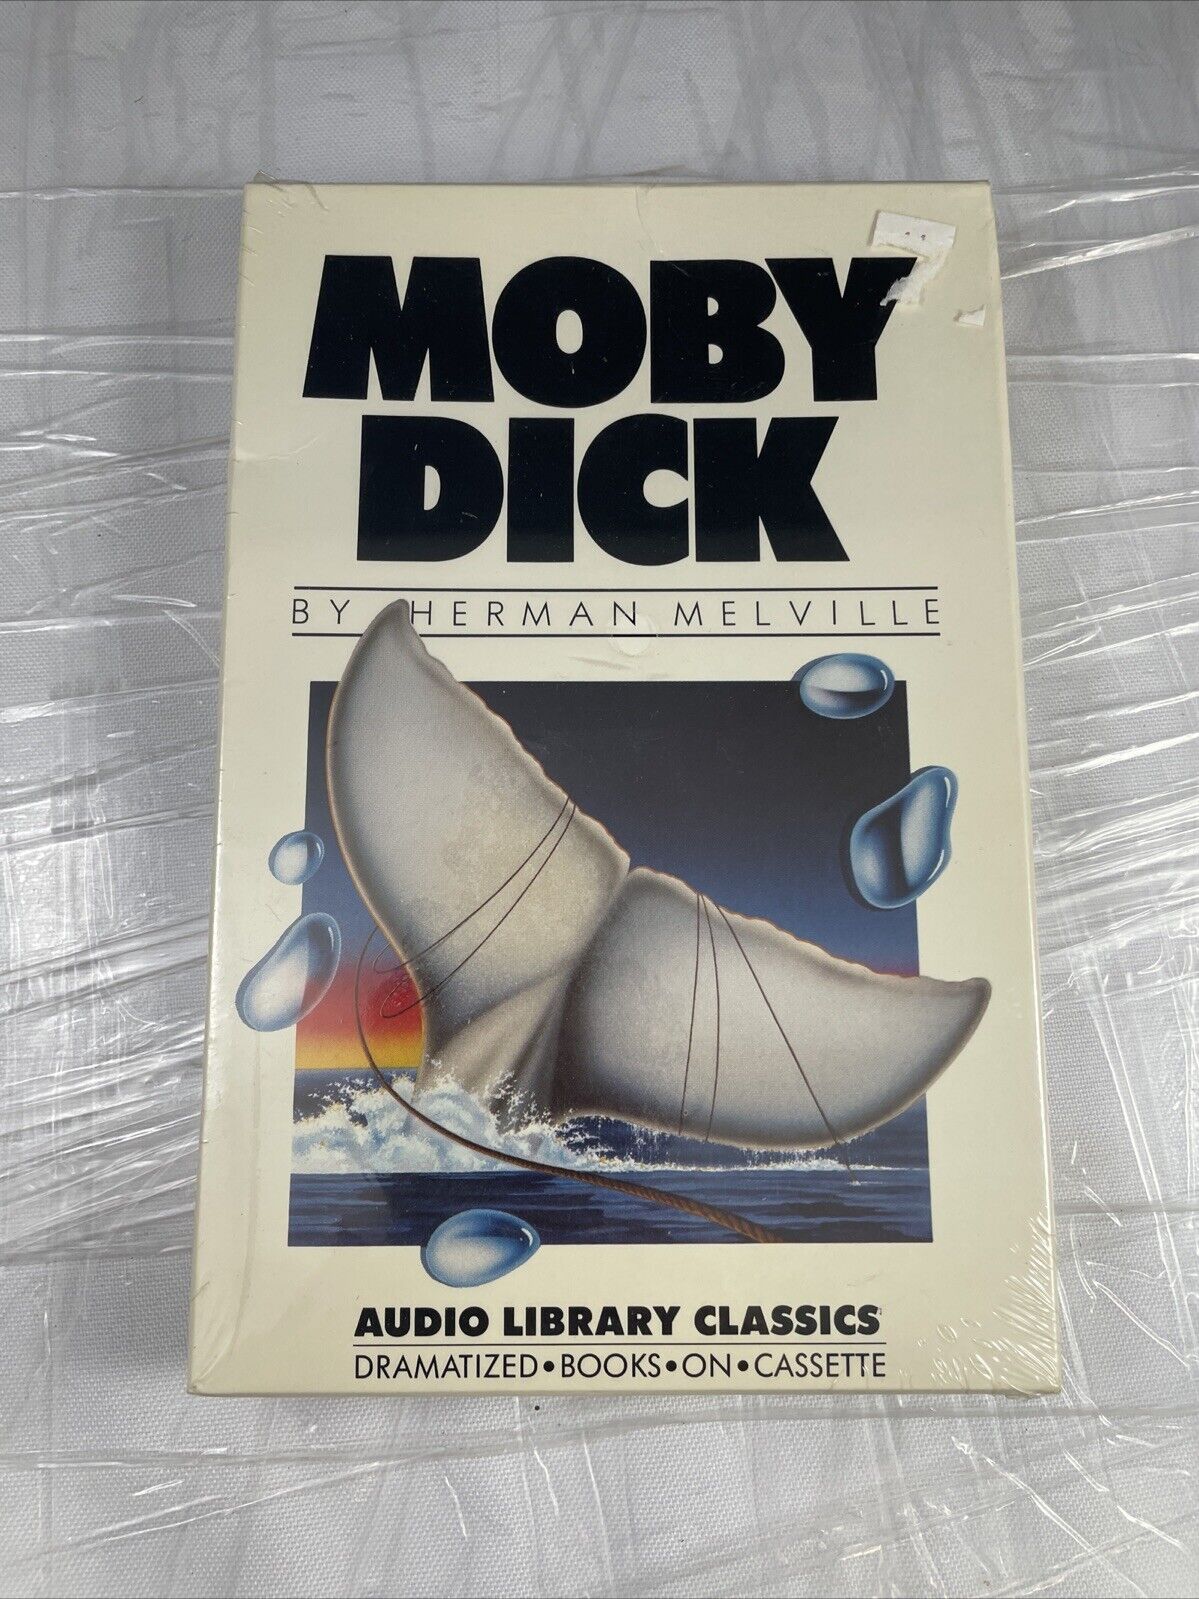 MOBY
DICK
BY HERMAN MELVILLE
AUDIO LIBRARY CLASSICS
DRAMATIZED•BOOKS•ON•CASSETTE